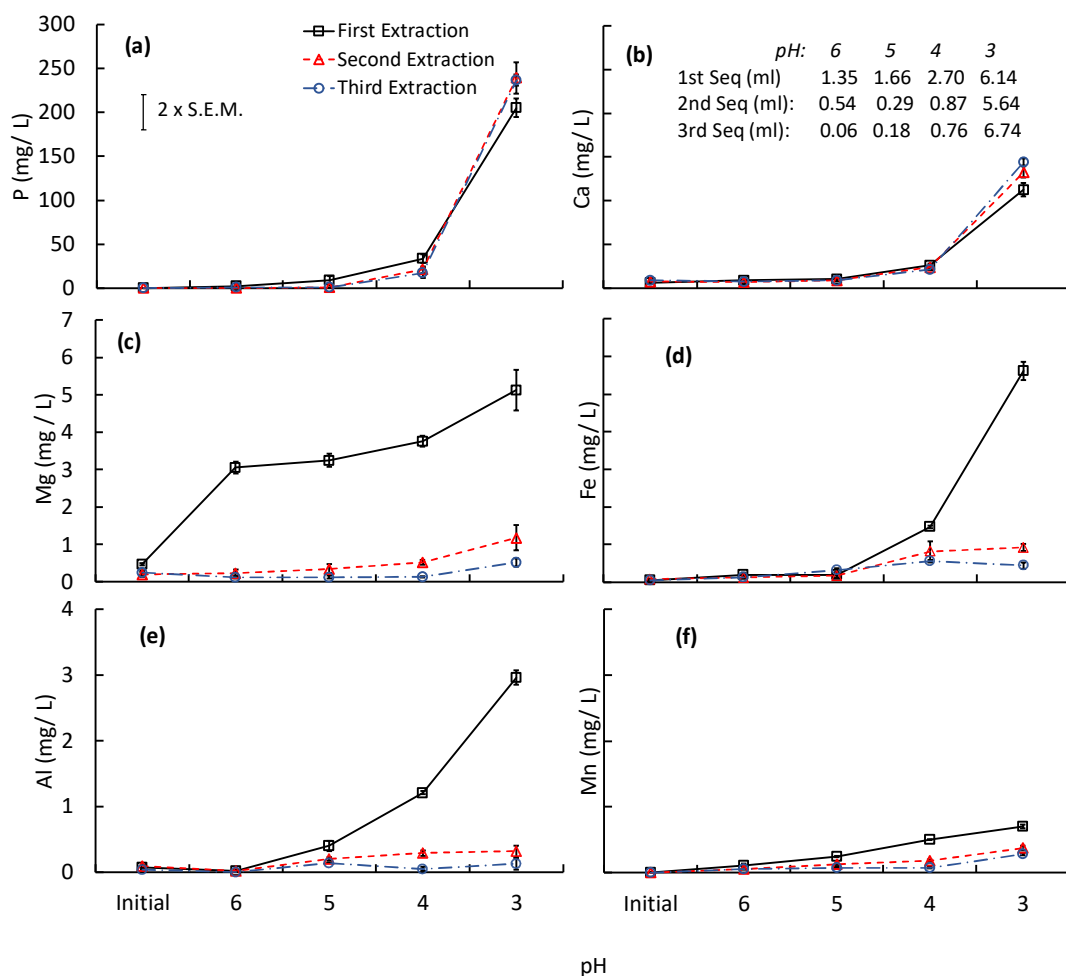 (a)
First Extraction
Second Extraction
Third Extraction
2 x S.E.M.
300
250
200
150
100
50
0
P (mg/ L)
(b)
pH: 6 5 4 3
1st Seq (ml) 1.35 1.66 2.70 6.14
2nd Seq (ml): 0.54 0.29 0.87 5.64
3rd Seq (ml): 0.06 0.18 0.76 6.74
Ca (mg/ L)
(c)
7
6
5
4
3
2
1
0
Mg (mg / L)
(d)
Fe (mg/ L)
(e)
4
3
2
1
0
Al (mg/ L)
Initial 6 5 4 3
(f)
Mn (mg/ L)
Initial 6 5 4 3
pH